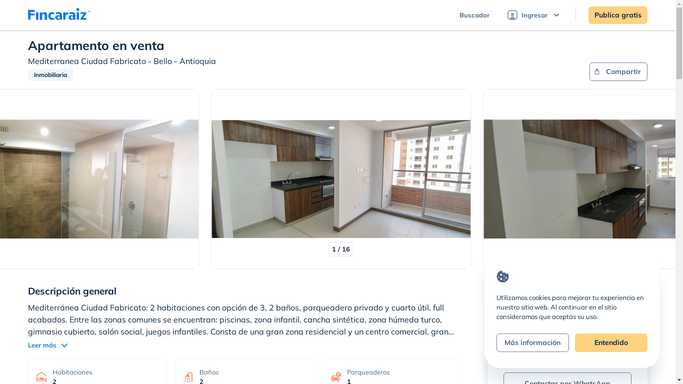 Fincaraiz
Buscador
Ingresar
Publica gratis
Apartamento en venta
Mediterranea Ciudad Fabricato - Bello - Antioquia
Inmobiliaria
Compartir
1 / 16
Descripción general
Mediterránea Ciudad Fabricato: 2 habitaciones con opción de 3, 2 baños, parqueadero privado y cuarto útil, full
acabados. Entre las zonas comunes se encuentran: piscinas, zona infantil, cancha sintética, zona húmeda turco,
gimnasio cubierto, salón social, juegos infantiles. Consta de una gran zona residencial y un centro comercial, gran...
Leer más
Habitaciones
2
Baños
2
Parqueaderos
1
Utilizamos cookies para mejorar tu experiencia en
nuestro sitio web. Al continuar en el sitio
consideramos que aceptas su uso.
Más información
Entendido
Contactar por WhatsApp